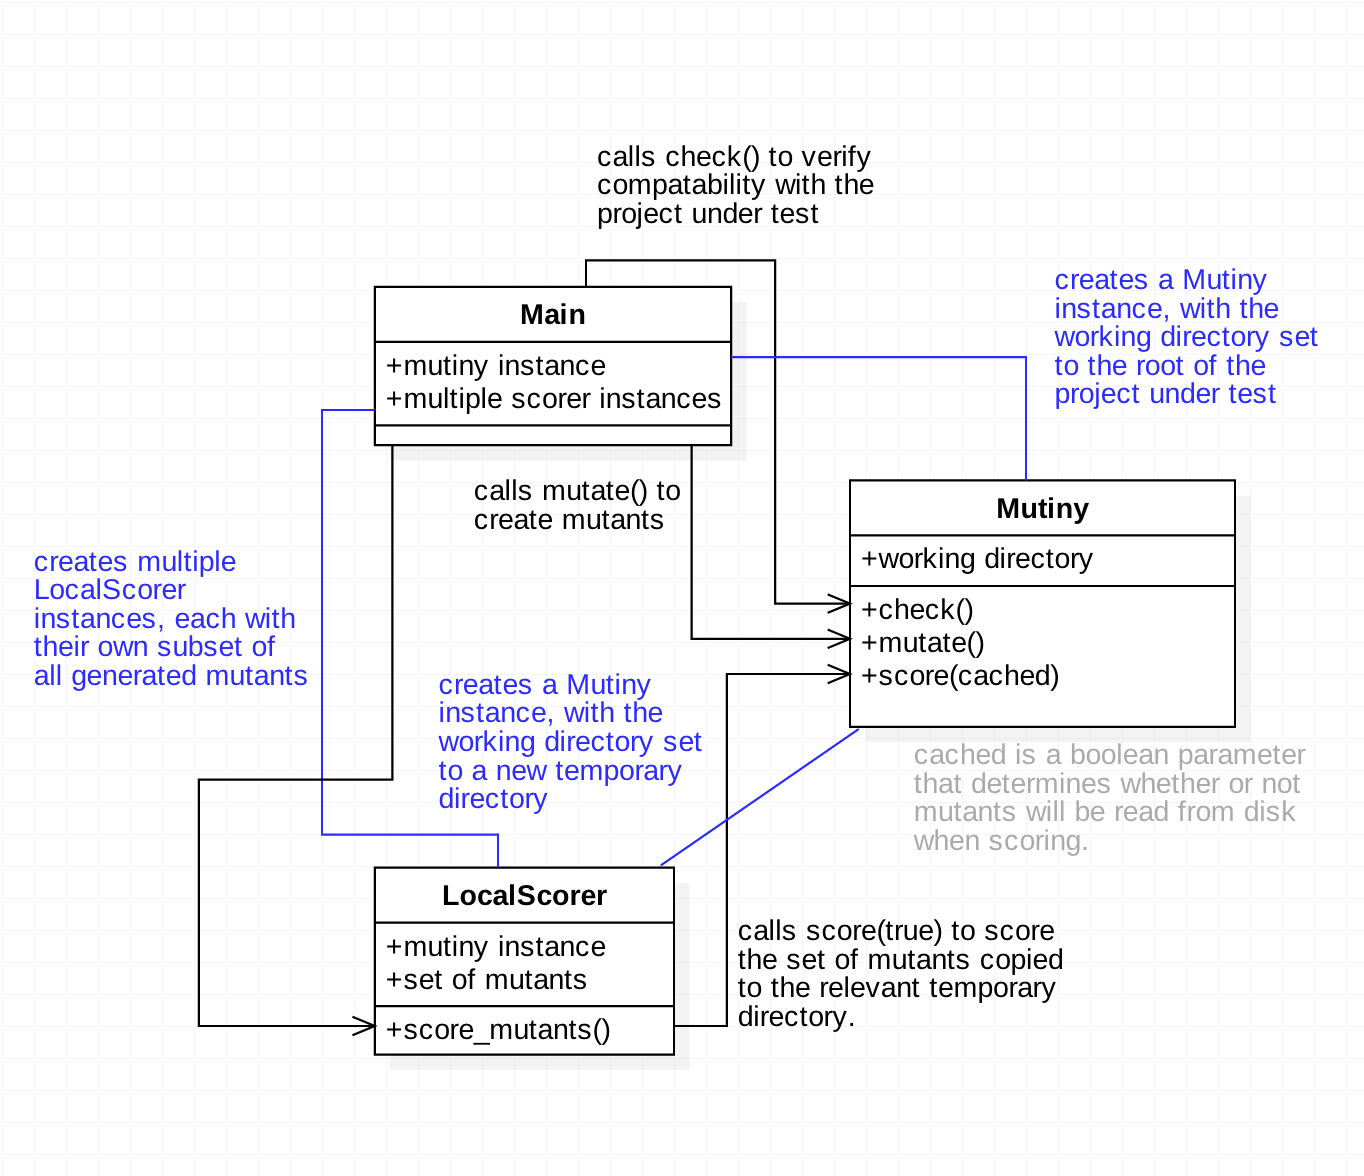 calls check() to verify
compatability with the
project under test
creates a Mutiny
instance, with the
working directory set
to the root of the
project under test
Main
+mutiny instance
+multiple scorer instances
calls mutate() to
create mutants
Mutiny
+working directory
+check()
+mutate()
+score(cached)
creates multiple
LocalScorer
instances, each with
their own subset of
all generated mutants
creates a Mutiny
instance, with the
working directory set
to a new temporary
directory
cached is a boolean parameter
that determines whether or not
mutants will be read from disk
when scoring.
LocalScorer
+mutiny instance
+set of mutants
+score_mutants()
calls score(true) to score
the set of mutants copied
to the relevant temporary
directory.